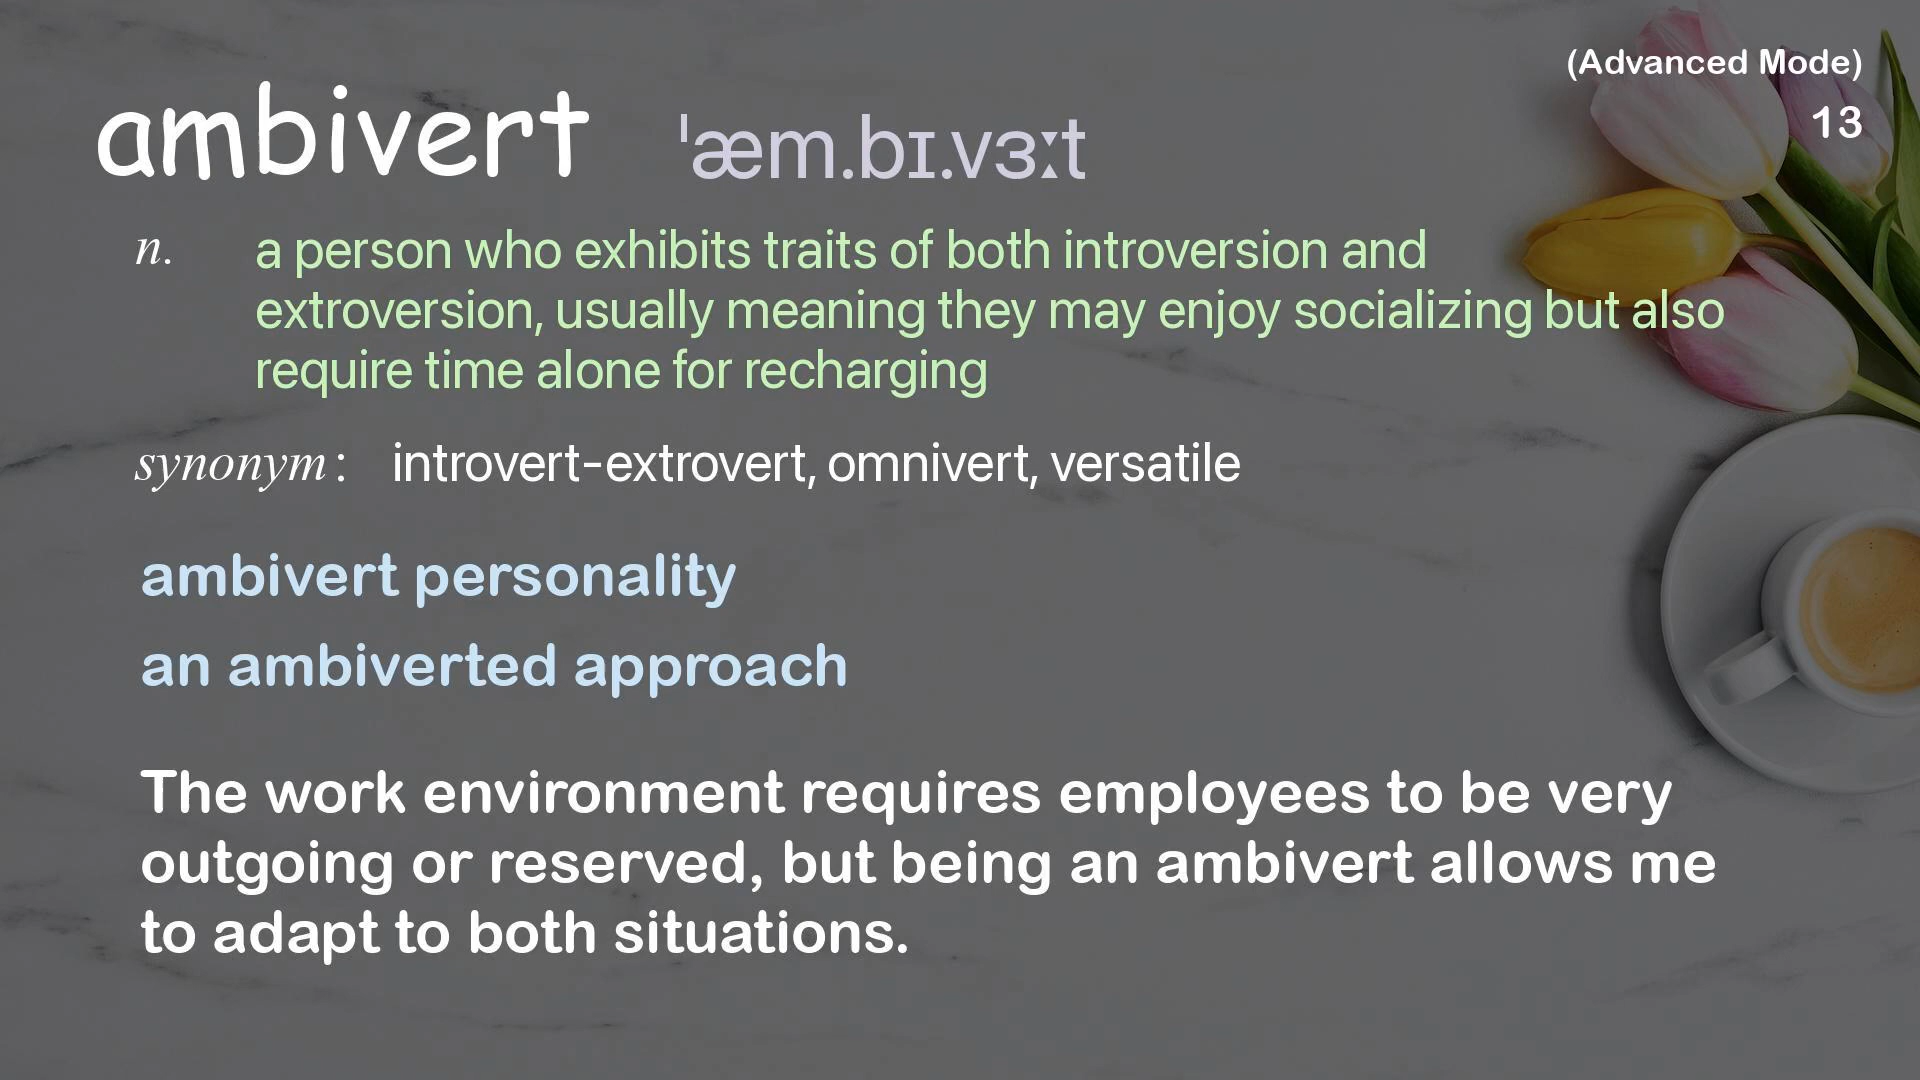 (Advanced Mode)
13
ambivert ˈæm.bɪ.vɜːt
n. a person who exhibits traits of both introversion and
extroversion, usually meaning they may enjoy socializing but also
require time alone for recharging
synonym: introvert-extrovert, omnivert, versatile
ambivert personality
an ambiverted approach
The work environment requires employees to be very
outgoing or reserved, but being an ambivert allows me
to adapt to both situations.